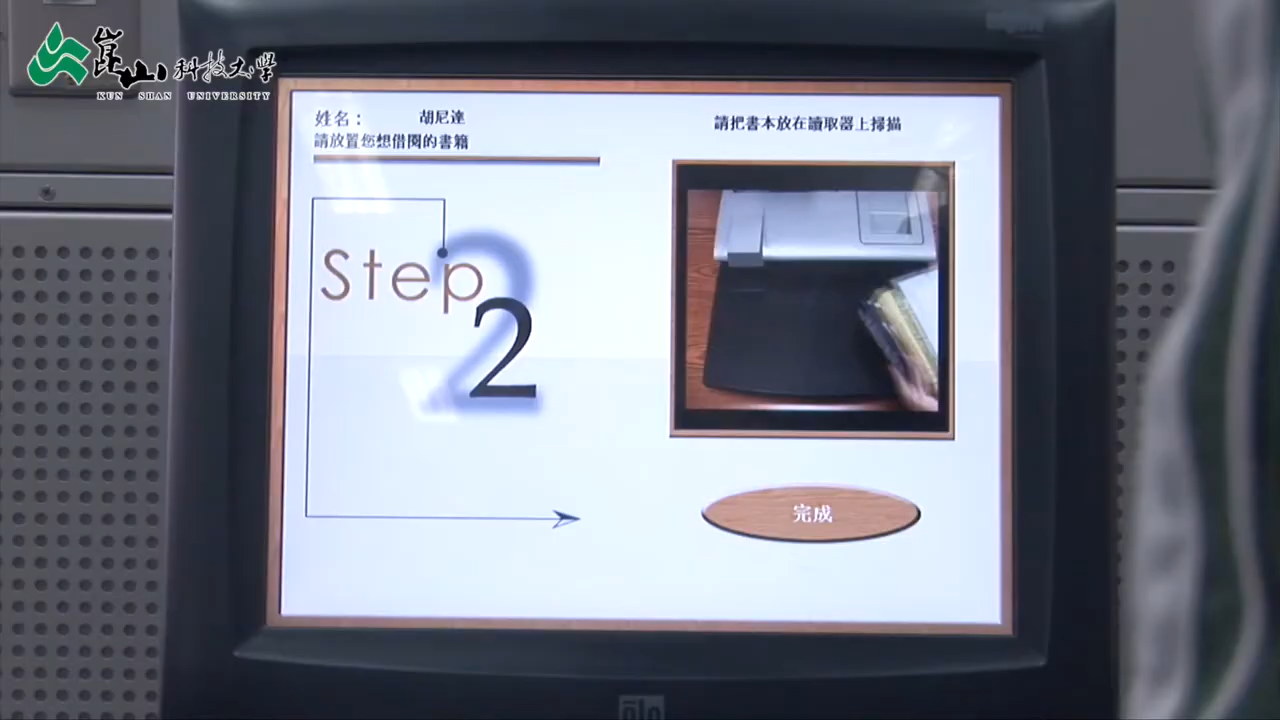 崑山科技大學
KUN SHAN UNIVERSITY
姓名： 胡尼達
請放置您想借閱的書籍
請把書本放在讀取器上掃描
Step
2
完成
elo